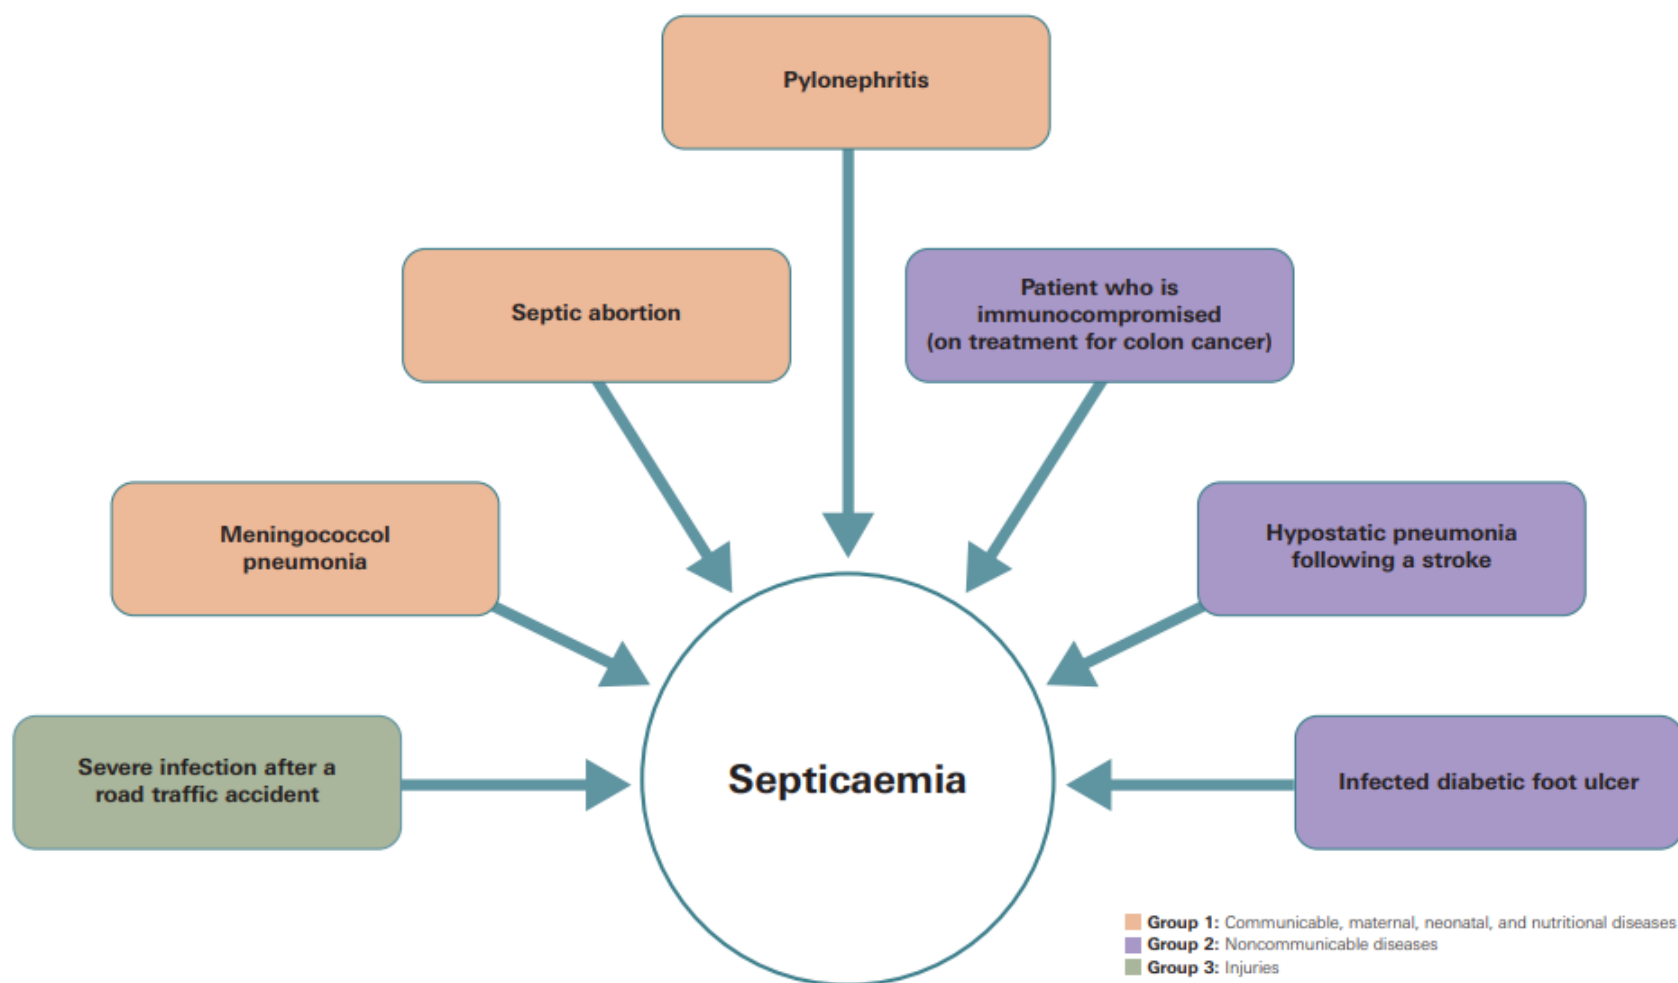 Pylonephritis
Septic abortion
Patient who is
immunocompromised
(on treatment for colon cancer)
Meningococcol
pneumonia
Hypostatic pneumonia
following a stroke
Severe infection after a
road traffic accident
Septicaemia
Infected diabetic foot ulcer
Group 1: Communicable, maternal, neonatal, and nutritional diseases
Group 2: Noncommunicable diseases
Group 3: Injuries